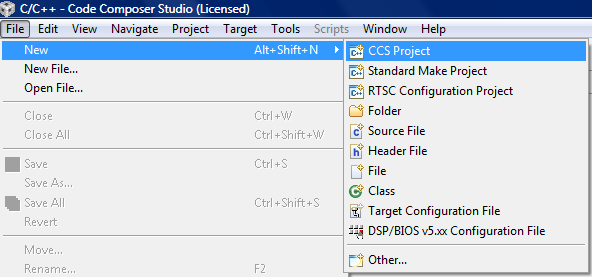 C/C++ - Code Composer Studio (Licensed)
File Edit View Navigate Project Target Tools Scripts Window Help
New Alt+Shift+N
New File...
Open File...
Close Ctrl+W
Close All Ctrl+Shift+W
Save Ctrl+S
Save As...
Save All Ctrl+Shift+S
Revert
Move...
Rename... F2
CCS Project
Standard Make Project
RTSC Configuration Project
Folder
Source File
Header File
File
Class
Target Configuration File
DSP/BIOS v5.xx Configuration File
Other...